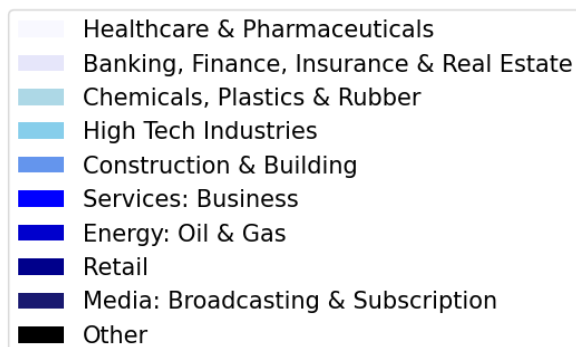 Healthcare & Pharmaceuticals
Banking, Finance, Insurance & Real Estate
Chemicals, Plastics & Rubber
High Tech Industries
Construction & Building
Services: Business
Energy: Oil & Gas
Retail
Media: Broadcasting & Subscription
Other